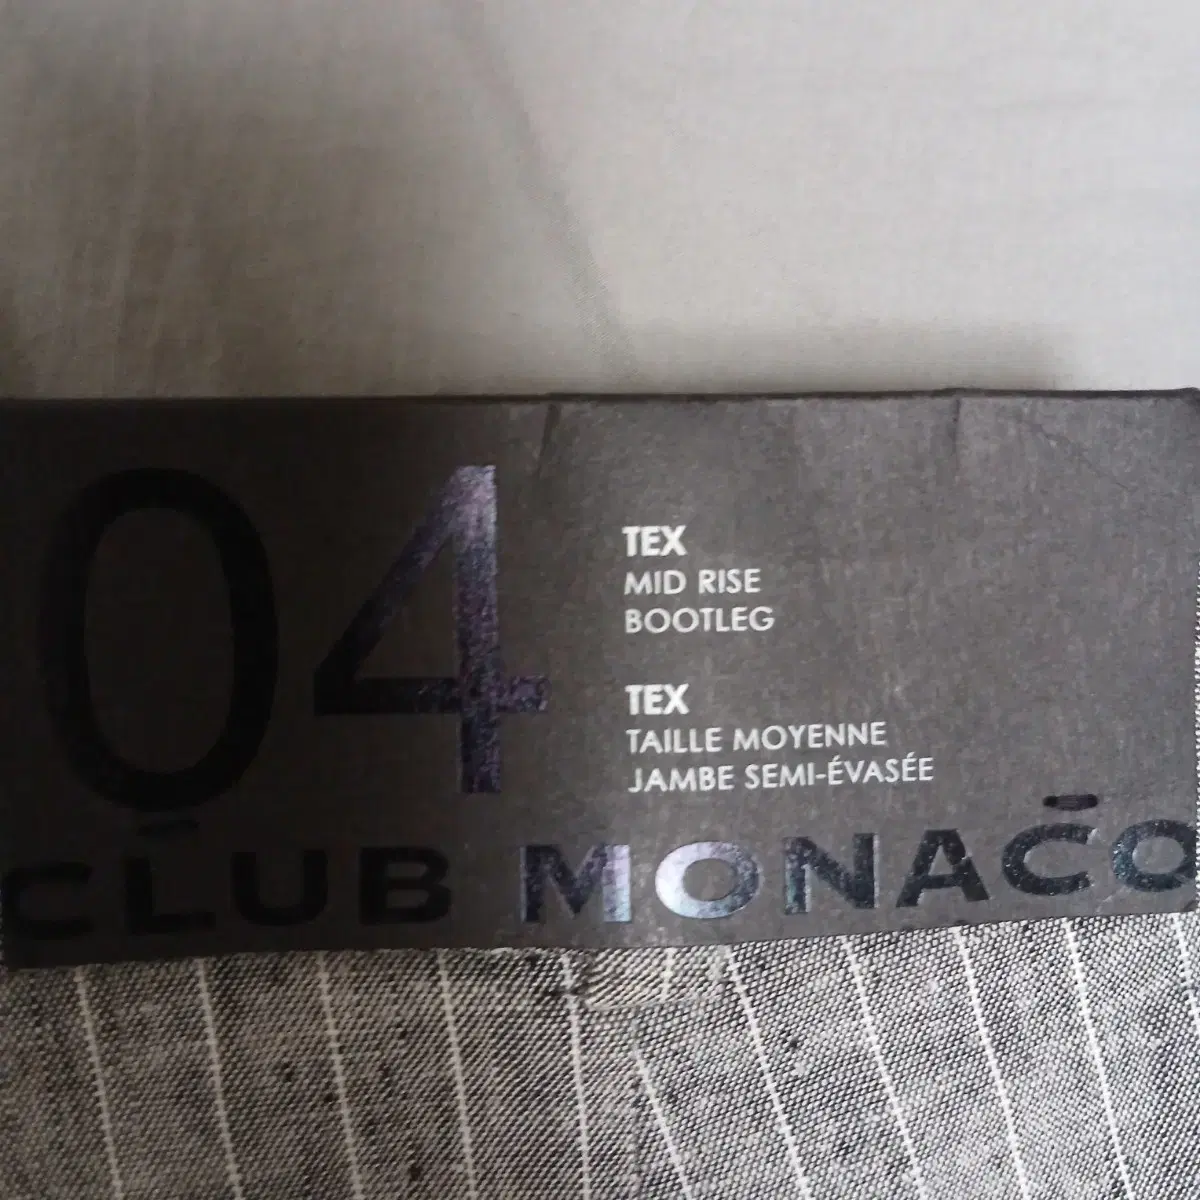 04
TEX
MID RISE
BOOTLEG
TEX
TAILLE MOYENNE
JAMBE SEMI-ÉVASÉE
CLUB MONACO